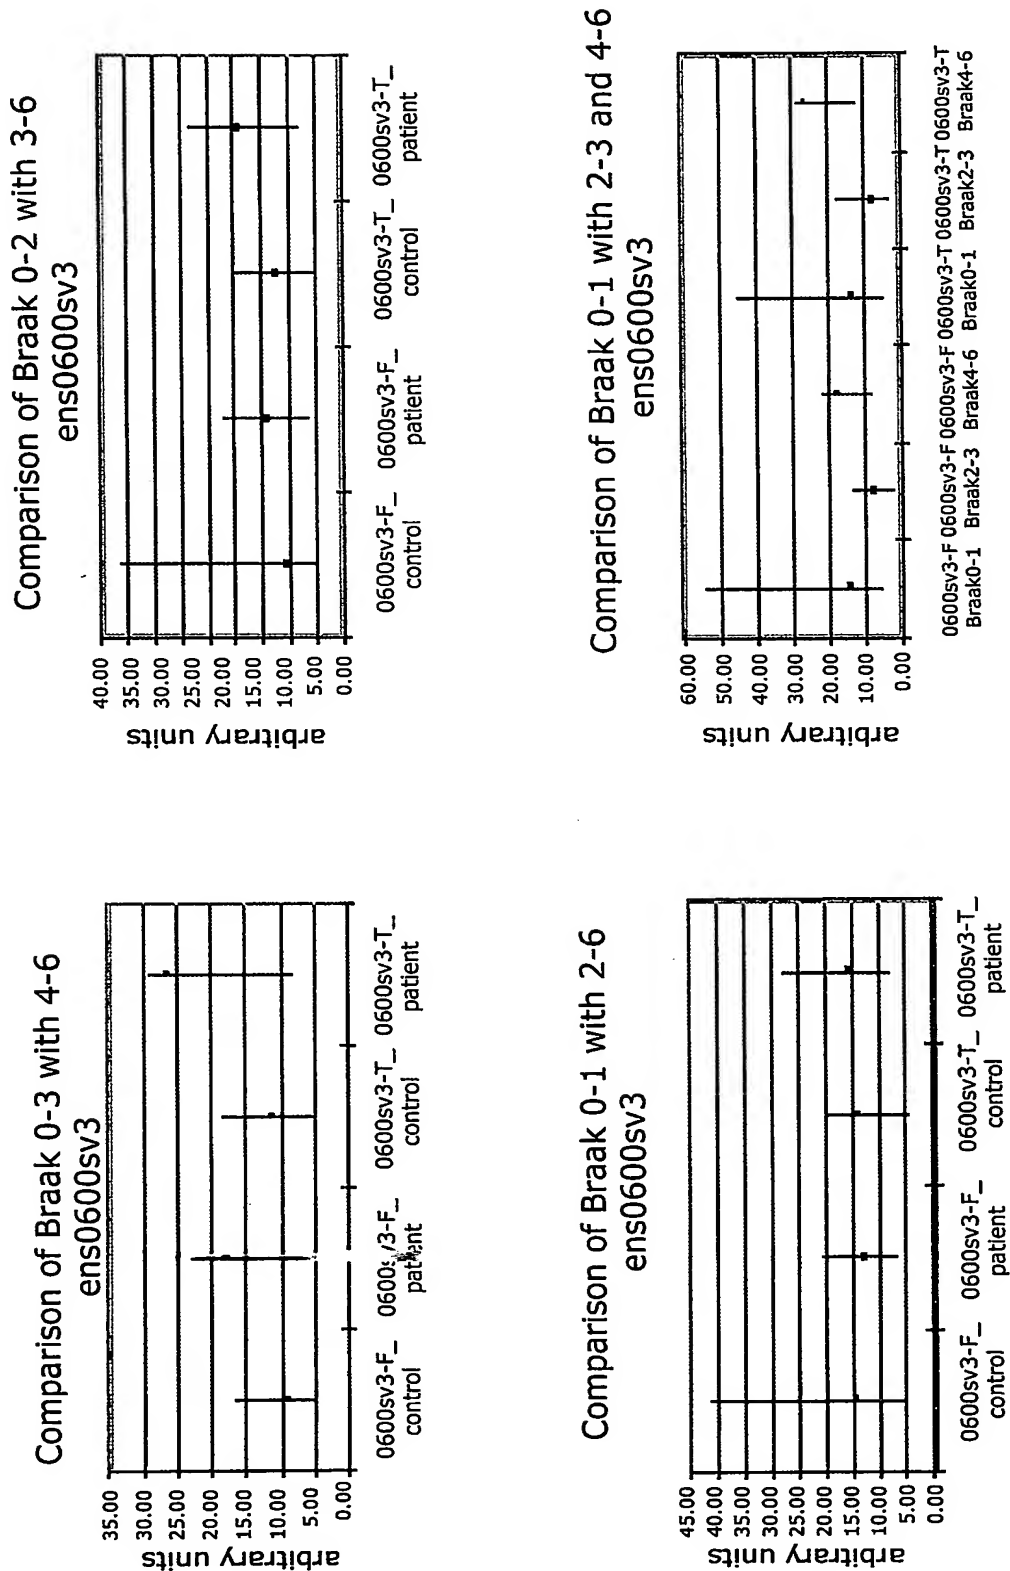 Comparison of Braak 0-3 with 4-6
ens0600sv3
arbitrary units
35.00
30.00
25.00
20.00
15.00
10.00
5.00
0.00
0600sv3-F_
control
patient
0600sv3-T_
control
0600sv3-T_
patient
Comparison of Braak 0-2 with 3-6
ens0600sv3
arbitrary units
40.00
35.00
30.00
25.00
20.00
15.00
10.00
5.00
0.00
0600sv3-F_
control
0600sv3-F_
patient
0600sv3-T_
control
0600sv3-T_
patient
Comparison of Braak 0-1 with 2-6
ens0600sv3
arbitrary units
45.00
40.00
35.00
30.00
25.00
20.00
15.00
10.00
5.00
0.00
0600sv3-F_
control
0600sv3-F_
patient
0600sv3-T_
control
0600sv3-T_
patient
Comparison of Braak 0-1 with 2-3 and 4-6
ens0600sv3
arbitrary units
60.00
50.00
40.00
30.00
20.00
10.00
0.00
0600sv3-F
Braak0-1
0600sv3-F
Braak2-3
0600sv3-F
Braak4-6
0600sv3-T
Braak0-1
0600sv3-T
Braak2-3
0600sv3-T
Braak4-6